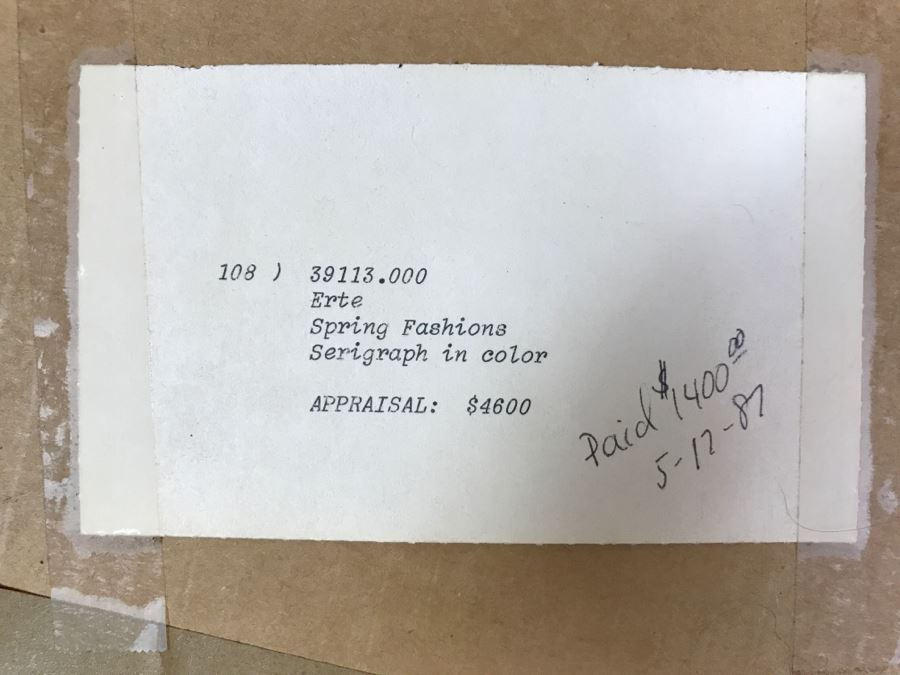 108 ) 39113.000
Erte
Spring Fashions
Serigraph in color
APPRAISAL: $4600
Paid $1400 00
5-17-87